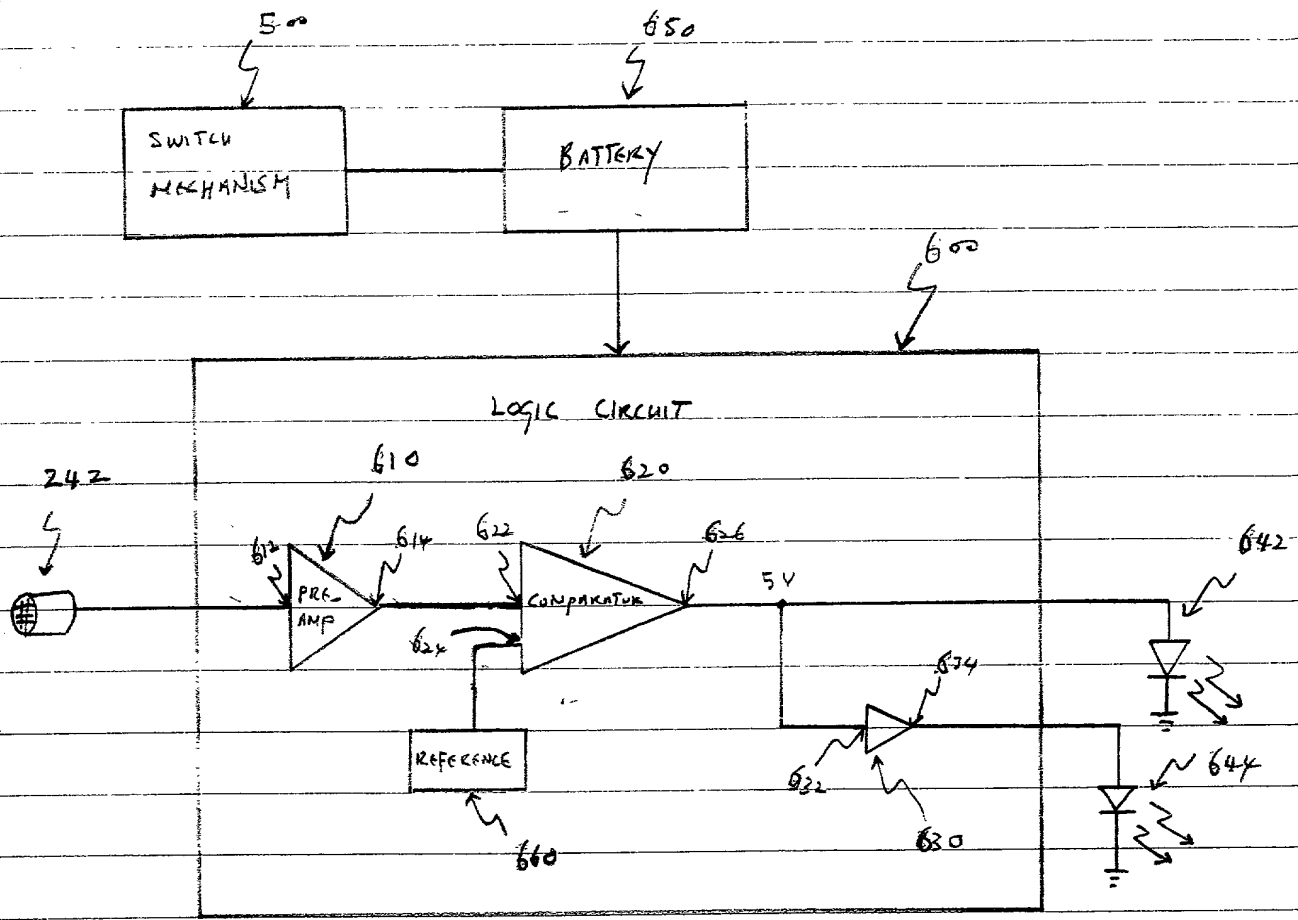 500
650
SWITCH
MECHANISM
BATTERY
600
LOGIC CIRCUIT
242
610
620
612
614
622
626
642
5V
PRE-
AMP
COMPARATOR
624
634
REFERENCE
632
644
660
630